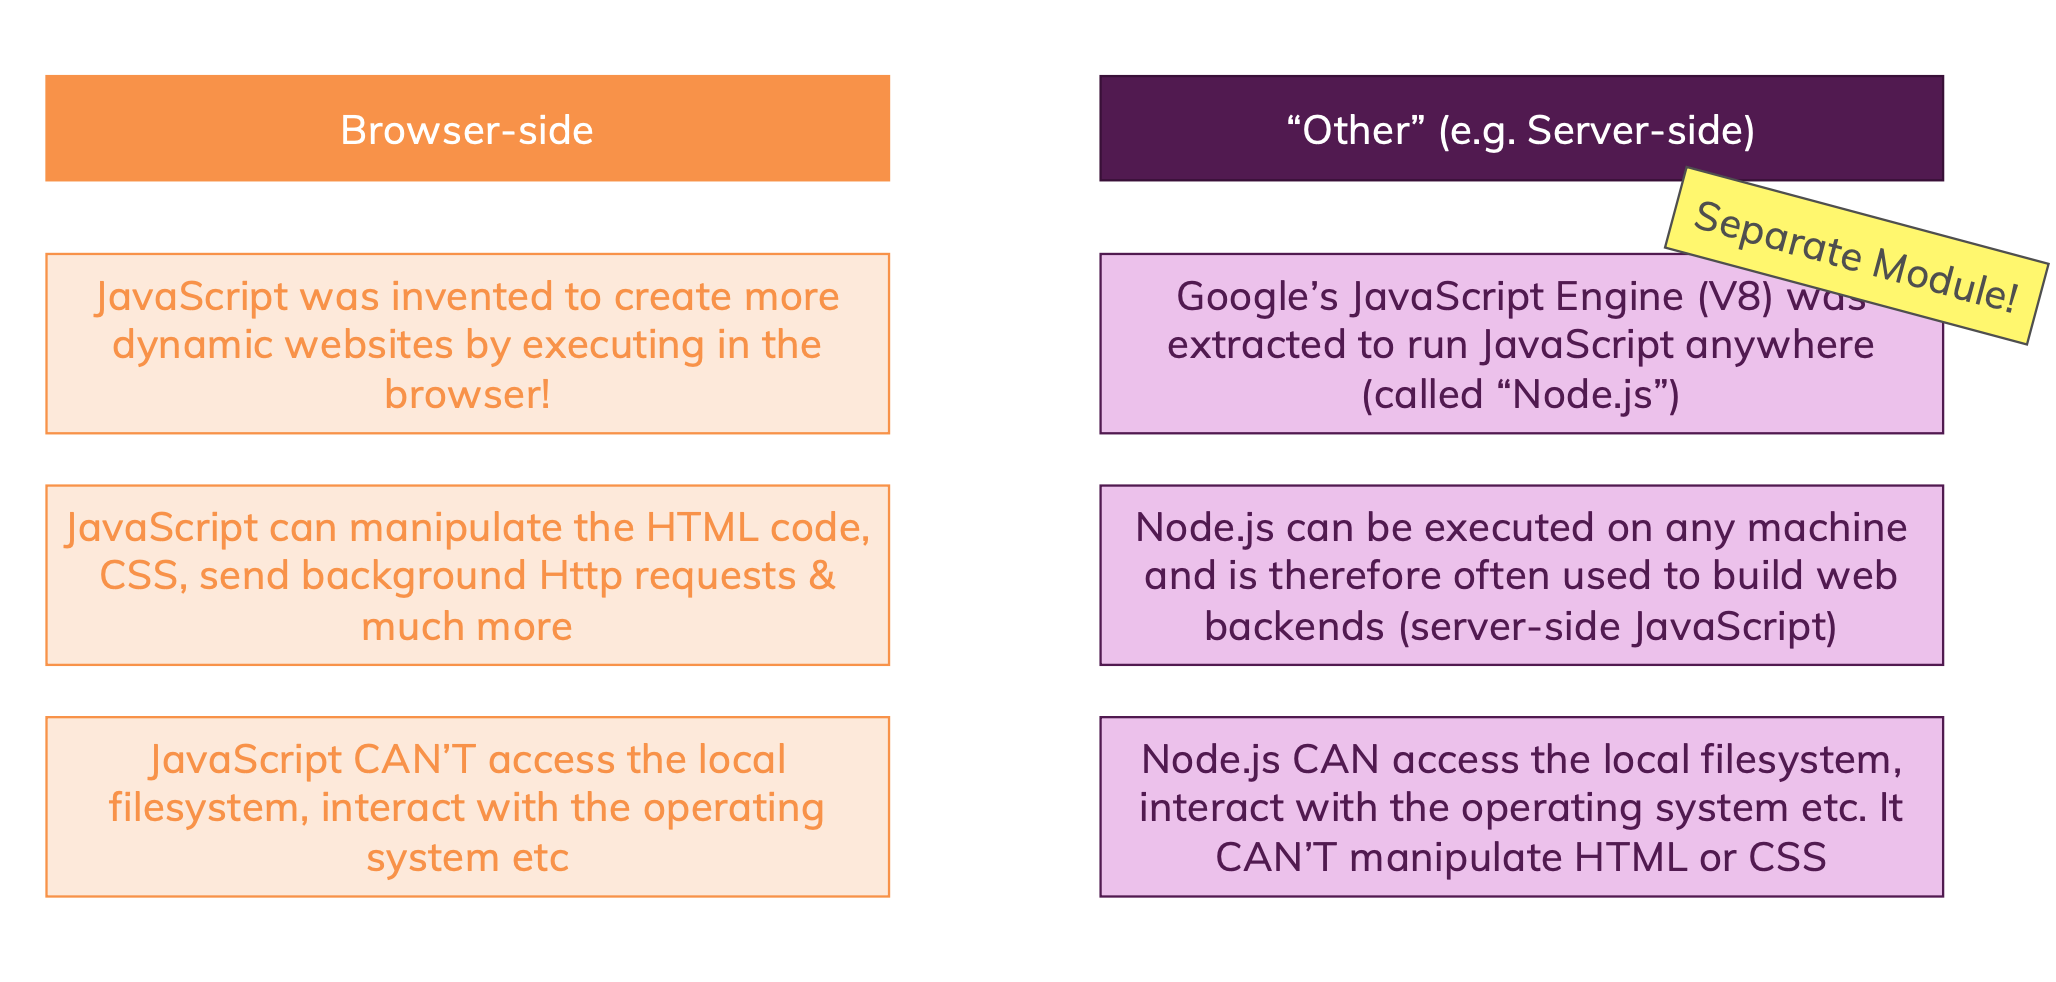 Browser-side
JavaScript was invented to create more
dynamic websites by executing in the
browser!
JavaScript can manipulate the HTML code,
CSS, send background Http requests &
much more
JavaScript CAN’T access the local
filesystem, interact with the operating
system etc
“Other” (e.g. Server-side)
Separate Module!
Google’s JavaScript Engine (V8) was
extracted to run JavaScript anywhere
(called “Node.js”)
Node.js can be executed on any machine
and is therefore often used to build web
backends (server-side JavaScript)
Node.js CAN access the local filesystem,
interact with the operating system etc. It
CAN’T manipulate HTML or CSS